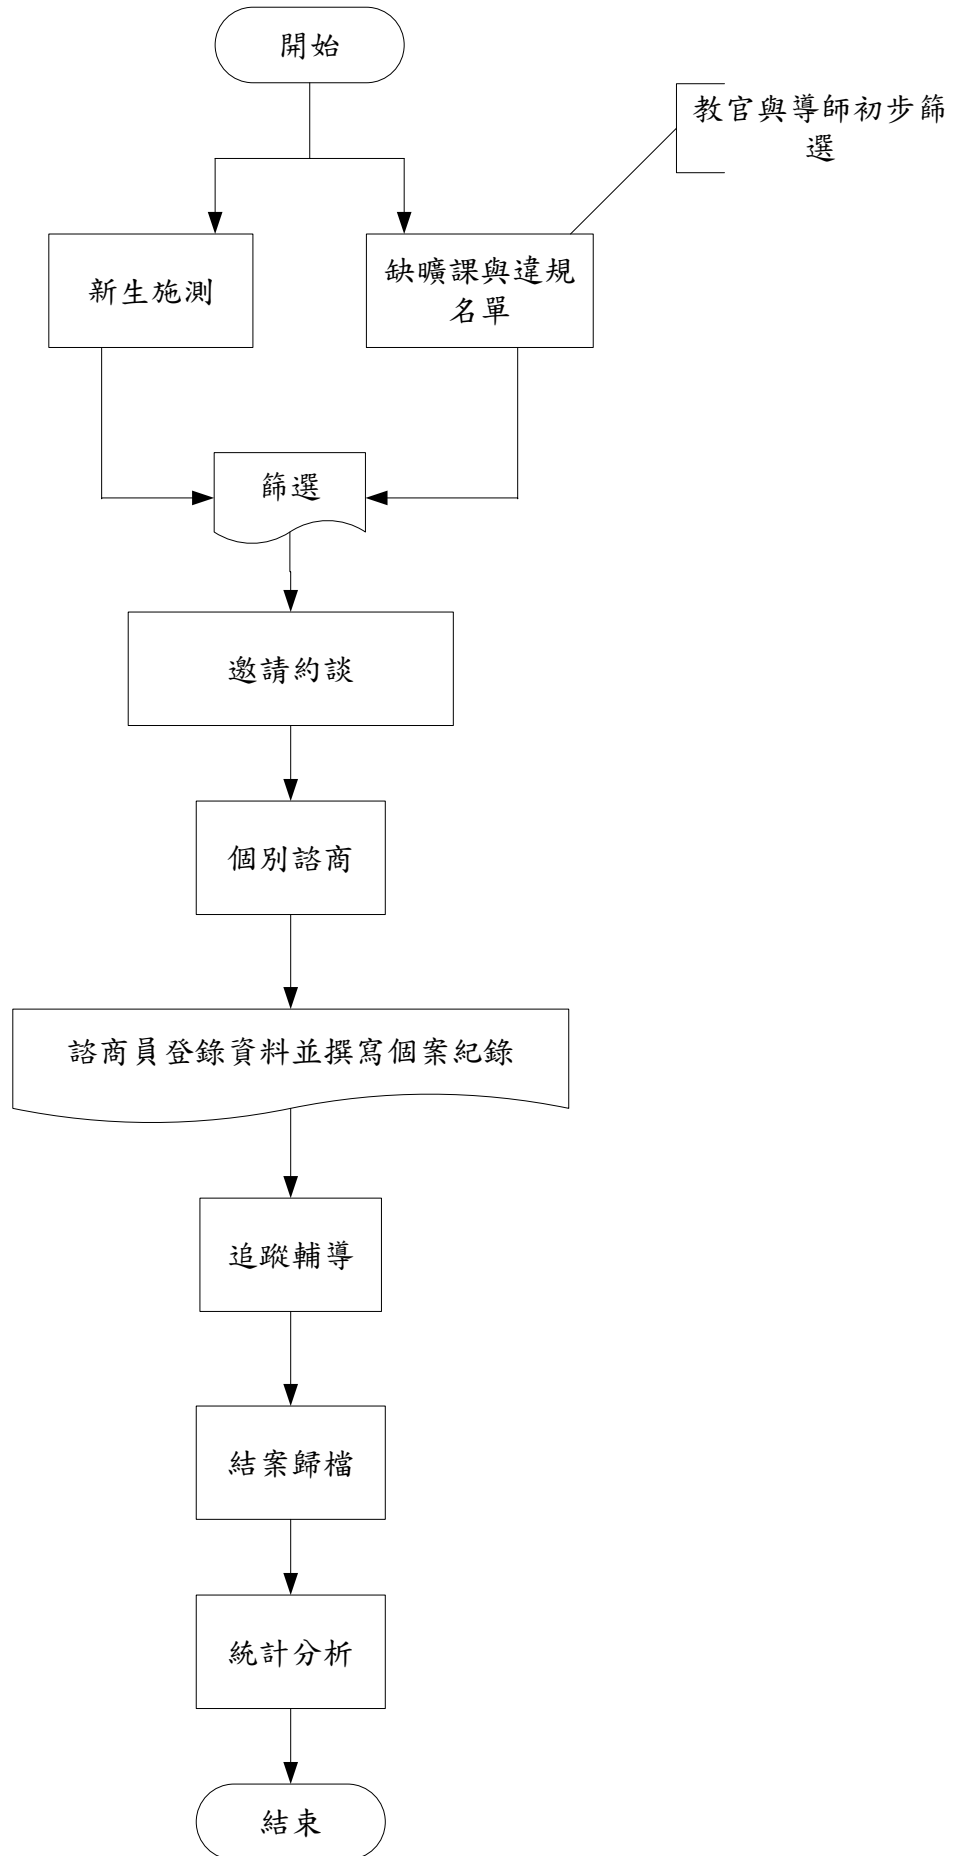 開始
教官與導師初步篩
選
新生施測
缺曠課與違規
名單
篩選
邀請約談
個別諮商
諮商員登錄資料並撰寫個案紀錄
追蹤輔導
結案歸檔
統計分析
結束